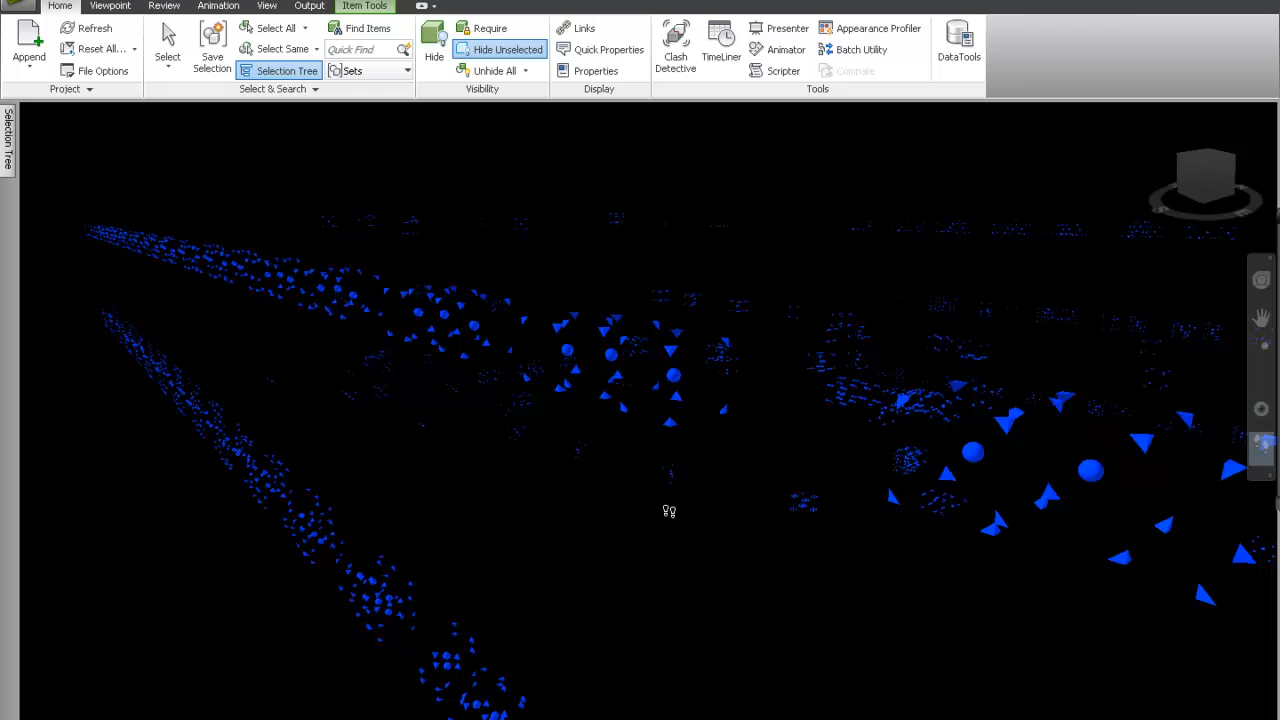 Home Viewpoint Review Animation View Output Item Tools
Append
Refresh
Reset All...
File Options
Project
Select
Save Selection
Select All
Select Same
Selection Tree
Find Items
Quick Find
Sets
Select & Search
Hide
Require
Hide Unselected
Unhide All
Visibility
Links
Quick Properties
Properties
Display
Clash Detective
TimeLiner
Presenter
Animator
Scripter
Appearance Profiler
Batch Utility
Compare
Tools
DataTools
Selection Tree